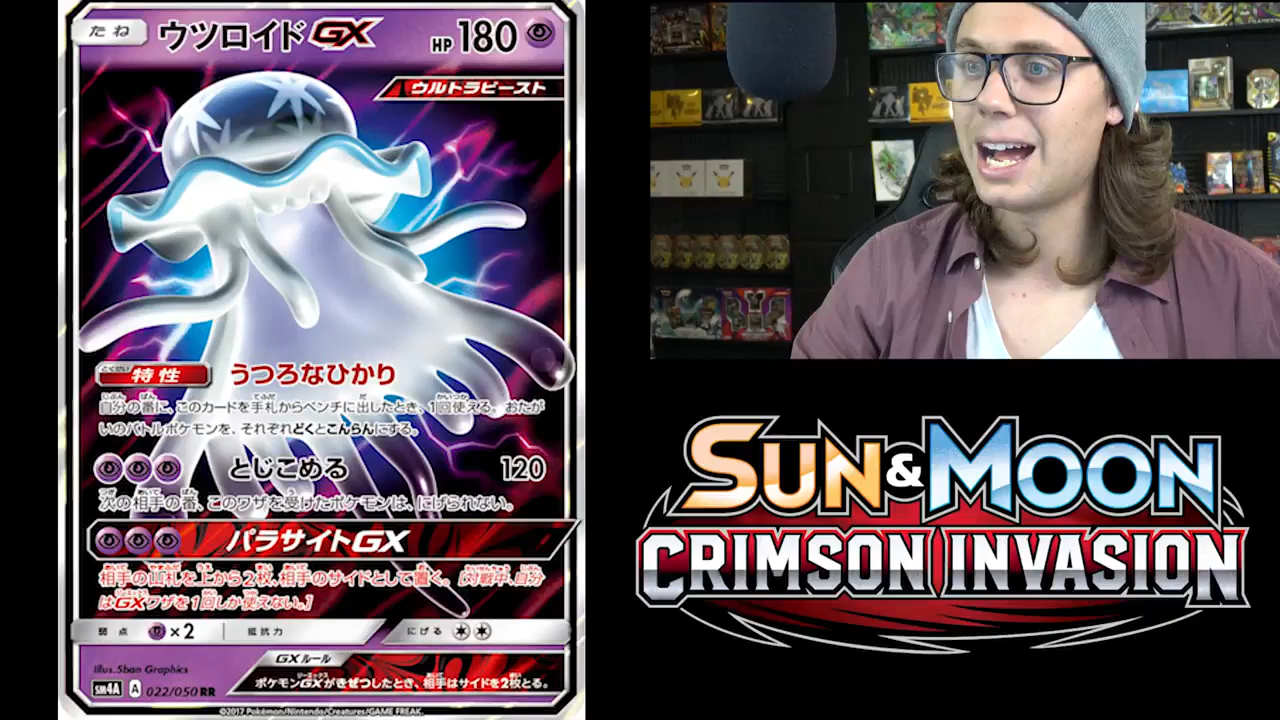 たね ウツロイドGX HP 180
ウルトラビースト
特性 うつろなひかり
自分の番に、このカードを手札からベンチに出したとき、1回使える。おたが
いのバトルポケモンを、それぞれどくとこんらんにする。
とじこめる 120
次の相手の番、このワザを受けたポケモンは、にげられない。
パラサイトGX
相手の山札を上から2枚、相手のサイドとして置く。[対戦中、自分
はGXワザを1回しか使えない。]
弱点 ×2 抵抗力 にげる
Illus. 5ban Graphics
GXルール
SM4A A 022/050 RR
ポケモンGXがきぜつしたとき、相手はサイドを2枚とる。
©2017 Pokémon/Nintendo/Creatures/GAME FREAK.
SUN & MOON
CRIMSON INVASION